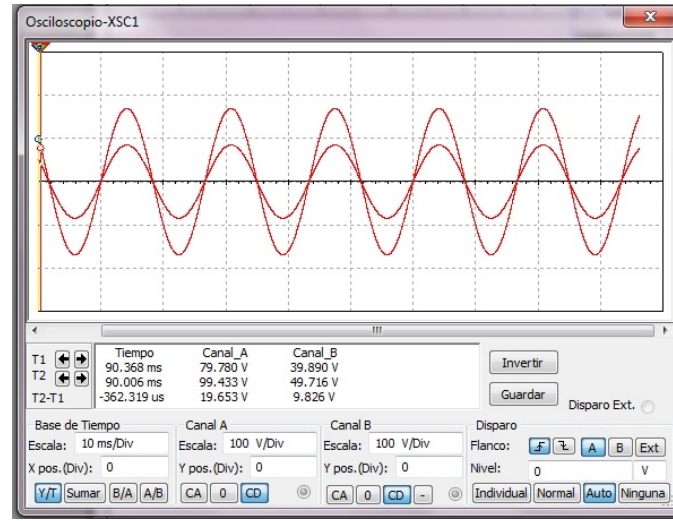 Osciloscopio-XSC1
Tiempo Canal_A Canal_B
T1 90.368 ms 79.780 V 39.890 V
T2 90.006 ms 99.433 V 49.716 V
T2-T1 -362.319 us 19.653 V 9.826 V
Invertir
Guardar
Disparo Ext.
Base de Tiempo Canal A Canal B Disparo
Escala: 10 ms/Div Escala: 100 V/Div Escala: 100 V/Div Flanco: A B Ext
X pos.(Div): 0 Y pos.(Div): 0 Y pos.(Div): 0 Nivel: 0 V
Y/T Sumar B/A A/B CA 0 CD CA 0 CD - Individual Normal Auto Ninguna